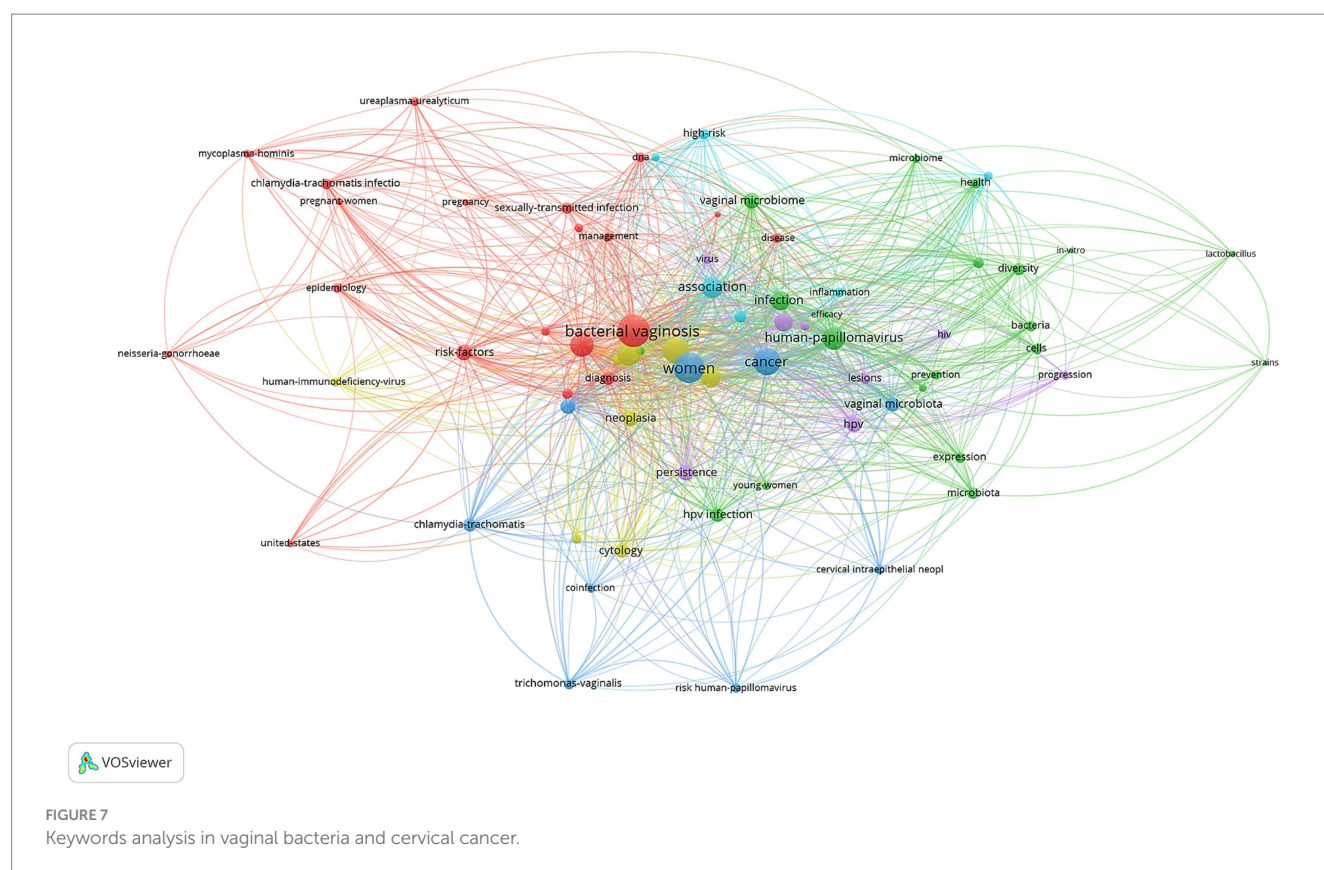 ureaplasma-urealyticum
high-risk
mycoplasma-hominis
dna
microbiome
chlamydia-trachomatis infectio
health
pregnant-women
pregnancy
sexually-transmitted infection
vaginal microbiome
management
disease
in-vitro
lactobacillus
virus
diversity
epidemiology
association
inflammation
infection
efficacy
bacteria
bacterial vaginosis
human-papillomavirus
hiv
neisseria-gonorrhoeae
risk-factors
cells
women
cancer
strains
human-immunodeficiency-virus
diagnosis
lesions
prevention
progression
vaginal microbiota
neoplasia
hpv
expression
persistence
young-women
microbiota
hpv infection
chlamydia-trachomatis
united-states
cytology
cervical intraepithelial neopl
coinfection
trichomonas-vaginalis
risk human-papillomavirus
VOSviewer
FIGURE 7
Keywords analysis in vaginal bacteria and cervical cancer.